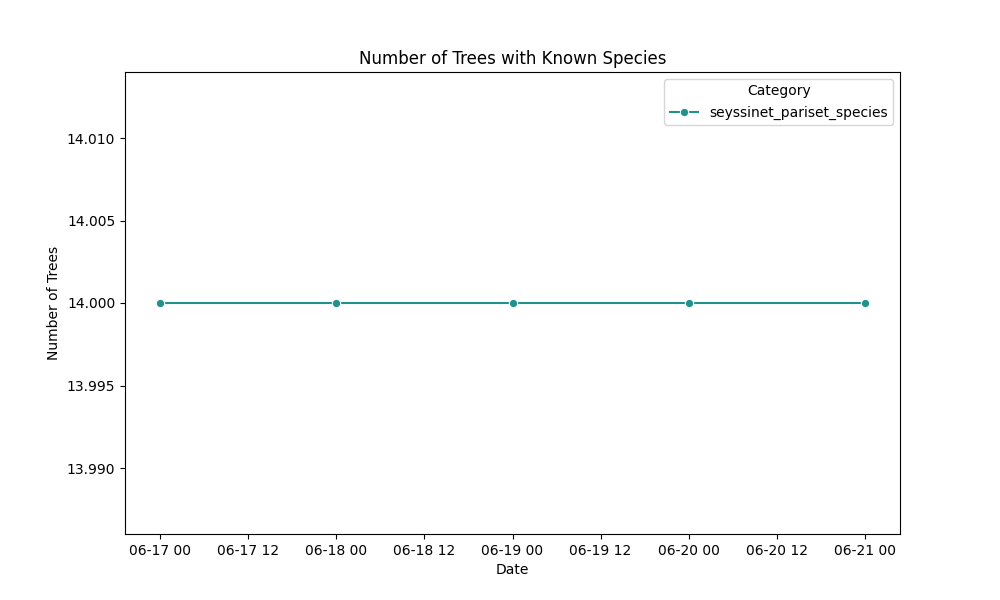 Number of Trees with Known Species
Category
seyssinet_pariset_species
14.010
14.005
14.000
13.995
13.990
Number of Trees
06-17 00 06-17 12 06-18 00 06-18 12 06-19 00 06-19 12 06-20 00 06-20 12 06-21 00
Date